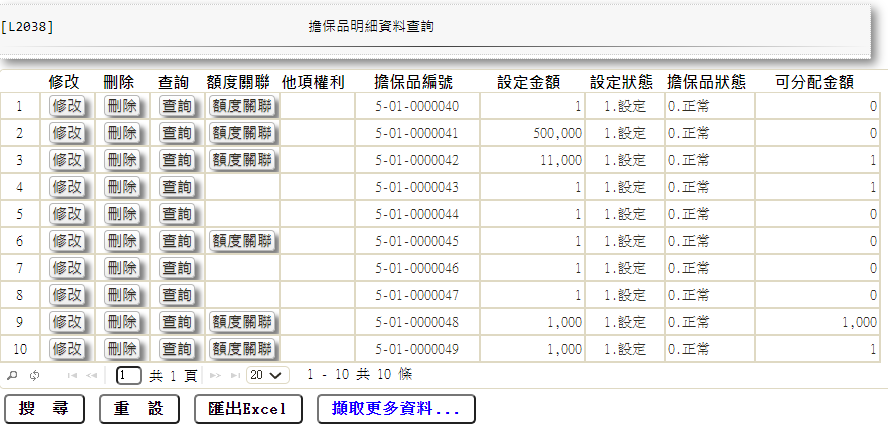 [L2038] 擔保品明細資料查詢
修改 刪除 查詢 額度關聯 他項權利 擔保品編號 設定金額 設定狀態 擔保品狀態 可分配金額
1 修改 刪除 查詢 額度關聯 5-01-0000040 1 1.設定 0.正常 0
2 修改 刪除 查詢 額度關聯 5-01-0000041 500,000 1.設定 0.正常 0
3 修改 刪除 查詢 額度關聯 5-01-0000042 11,000 1.設定 0.正常 1
4 修改 刪除 查詢 5-01-0000043 1 1.設定 0.正常 1
5 修改 刪除 查詢 5-01-0000044 1 1.設定 0.正常 0
6 修改 刪除 查詢 額度關聯 5-01-0000045 1 1.設定 0.正常 0
7 修改 刪除 查詢 5-01-0000046 1 1.設定 0.正常 0
8 修改 刪除 查詢 5-01-0000047 1 1.設定 0.正常 0
9 修改 刪除 查詢 額度關聯 5-01-0000048 1,000 1.設定 0.正常 1,000
10 修改 刪除 查詢 額度關聯 5-01-0000049 1,000 1.設定 0.正常 1
1 共 1 頁 20 1 - 10 共 10 條
搜 尋 重 設 匯出Excel 擷取更多資料...